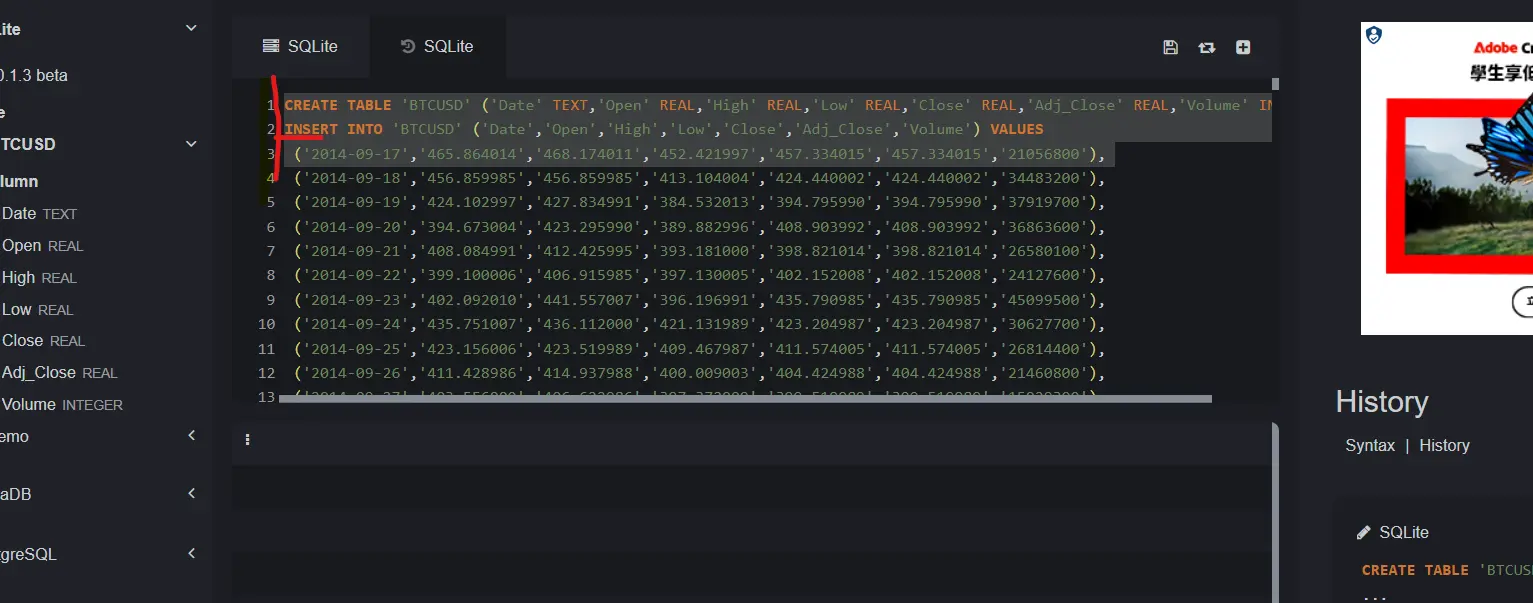 SQLite
SQLite
0.1.3 beta
TCUSD
Date TEXT
Open REAL
High REAL
Low REAL
Close REAL
Adj_Close REAL
Volume INTEGER
1 CREATE TABLE 'BTCUSD' ('Date' TEXT,'Open' REAL,'High' REAL,'Low' REAL,'Close' REAL,'Adj_Close' REAL,'Volume' IN
2 INSERT INTO 'BTCUSD' ('Date','Open','High','Low','Close','Adj_Close','Volume') VALUES
3 ('2014-09-17','465.864014','468.174011','452.421997','457.334015','457.334015','21056800'),
4 ('2014-09-18','456.859985','456.859985','413.104004','424.440002','424.440002','34483200'),
5 ('2014-09-19','424.102997','427.834991','384.532013','394.795990','394.795990','37919700'),
6 ('2014-09-20','394.673004','423.295990','389.882996','408.903992','408.903992','36863600'),
7 ('2014-09-21','408.084991','412.425995','393.181000','398.821014','398.821014','26580100'),
8 ('2014-09-22','399.100006','406.915985','397.130005','402.152008','402.152008','24127600'),
9 ('2014-09-23','402.092010','441.557007','396.196991','435.790985','435.790985','45099500'),
10 ('2014-09-24','435.751007','436.112000','421.131989','423.204987','423.204987','30627700'),
11 ('2014-09-25','423.156006','423.519989','409.467987','411.574005','411.574005','26814400'),
12 ('2014-09-26','411.428986','414.937988','400.009003','404.424988','404.424988','21460800'),
13
Adobe Cr
學生享低
History
Syntax | History
SQLite
CREATE TABLE 'BTCUS
...